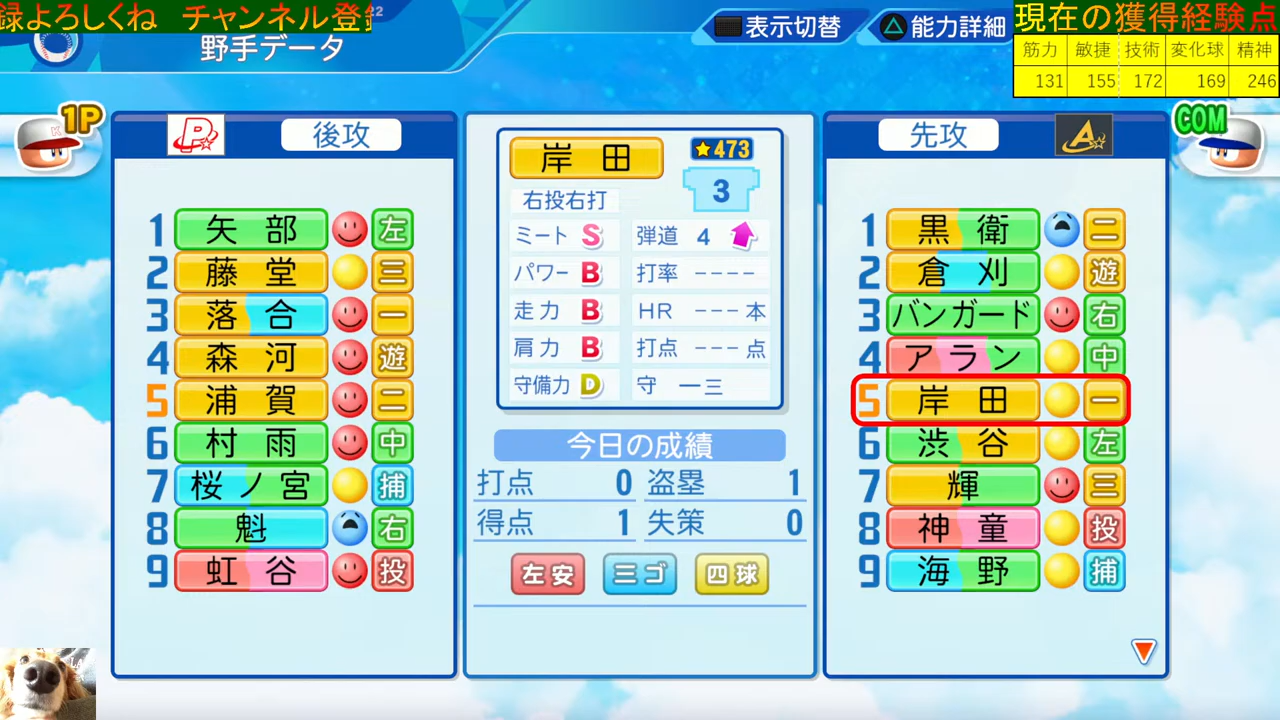 録よろしくね チャンネル登録
野手データ
表示切替
能力詳細
現在の獲得経験点
筋力 敏捷 技術 変化球 精神
131 155 172 169 246
1P
後攻
1 矢部 左
2 藤堂 三
3 落合 一
4 森河 遊
5 浦賀 二
6 村雨 中
7 桜ノ宮 捕
8 魁 右
9 虹谷 投
岸田
★473
3
右投右打
ミート S 弾道 4
パワー B 打率 ----
走力 B HR ---本
肩力 B 打点 ---点
守備力 D 守 一三
今日の成績
打点 0 盗塁 1
得点 1 失策 0
左安 三ゴ 四球
COM
先攻
1 黒衛 二
2 倉刈 遊
3 バンガード 右
4 アラン 中
5 岸田 一
6 渋谷 左
7 輝 三
8 神童 投
9 海野 捕